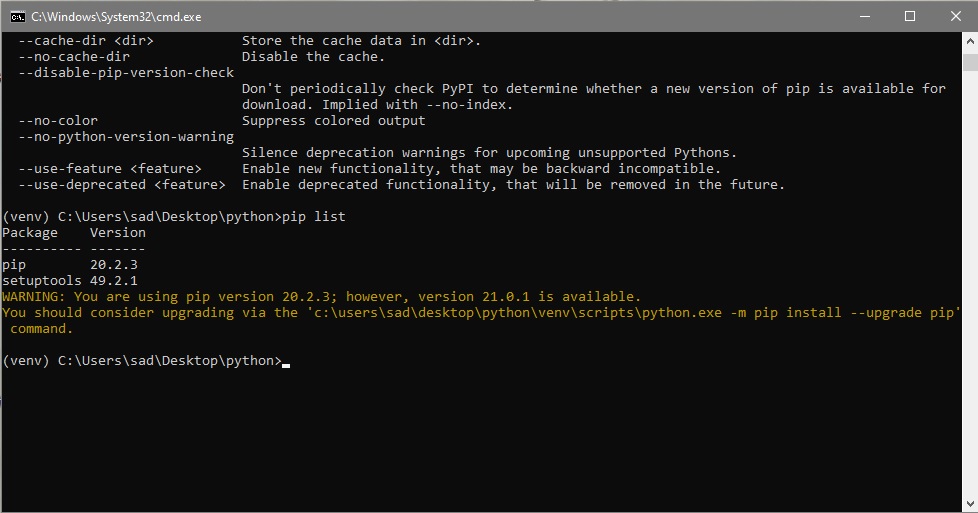 C:\Windows\System32\cmd.exe
--cache-dir <dir>           Store the cache data in <dir>.
--no-cache-dir              Disable the cache.
--disable-pip-version-check
Don't periodically check PyPI to determine whether a new version of pip is available for
download. Implied with --no-index.
--no-color                  Suppress colored output
--no-python-version-warning
Silence deprecation warnings for upcoming unsupported Pythons.
--use-feature <feature>     Enable new functionality, that may be backward incompatible.
--use-deprecated <feature>  Enable deprecated functionality, that will be removed in the future.
(venv) C:\Users\sad\Desktop\python>pip list
Package    Version
---------- -------
pip        20.2.3
setuptools 49.2.1
WARNING: You are using pip version 20.2.3; however, version 21.0.1 is available.
You should consider upgrading via the 'c:\users\sad\desktop\python\venv\scripts\python.exe -m pip install --upgrade pip'
command.
(venv) C:\Users\sad\Desktop\python>